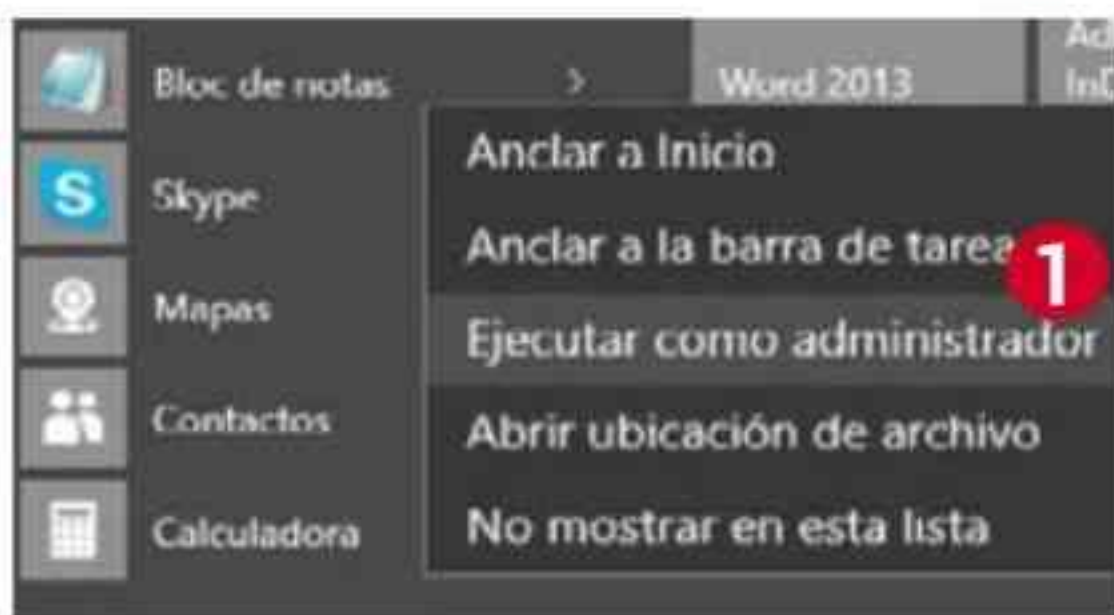 Bloc de notas
Skype
Mapas
Contactos
Calculadora
Word 2013
Anclar a Inicio
Anclar a la barra de tarea
1
Ejecutar como administrador
Abrir ubicación de archivo
No mostrar en esta lista